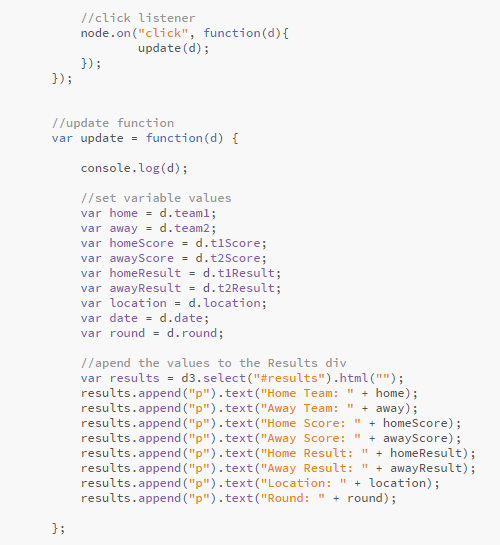 //click listener
node.on("click", function(d){
update(d);
});
});
//update function
var update = function(d) {
console.log(d);
//set variable values
var home = d.team1;
var away = d.team2;
var homeScore = d.t1Score;
var awayScore = d.t2Score;
var homeResult = d.t1Result;
var awayResult = d.t2Result;
var location = d.location;
var date = d.date;
var round = d.round;
//apend the values to the Results div
var results = d3.select("#results").html("");
results.append("p").text("Home Team: " + home);
results.append("p").text("Away Team: " + away);
results.append("p").text("Home Score: " + homeScore);
results.append("p").text("Away Score: " + awayScore);
results.append("p").text("Home Result: " + homeResult);
results.append("p").text("Away Result: " + awayResult);
results.append("p").text("Location: " + location);
results.append("p").text("Round: " + round);
};